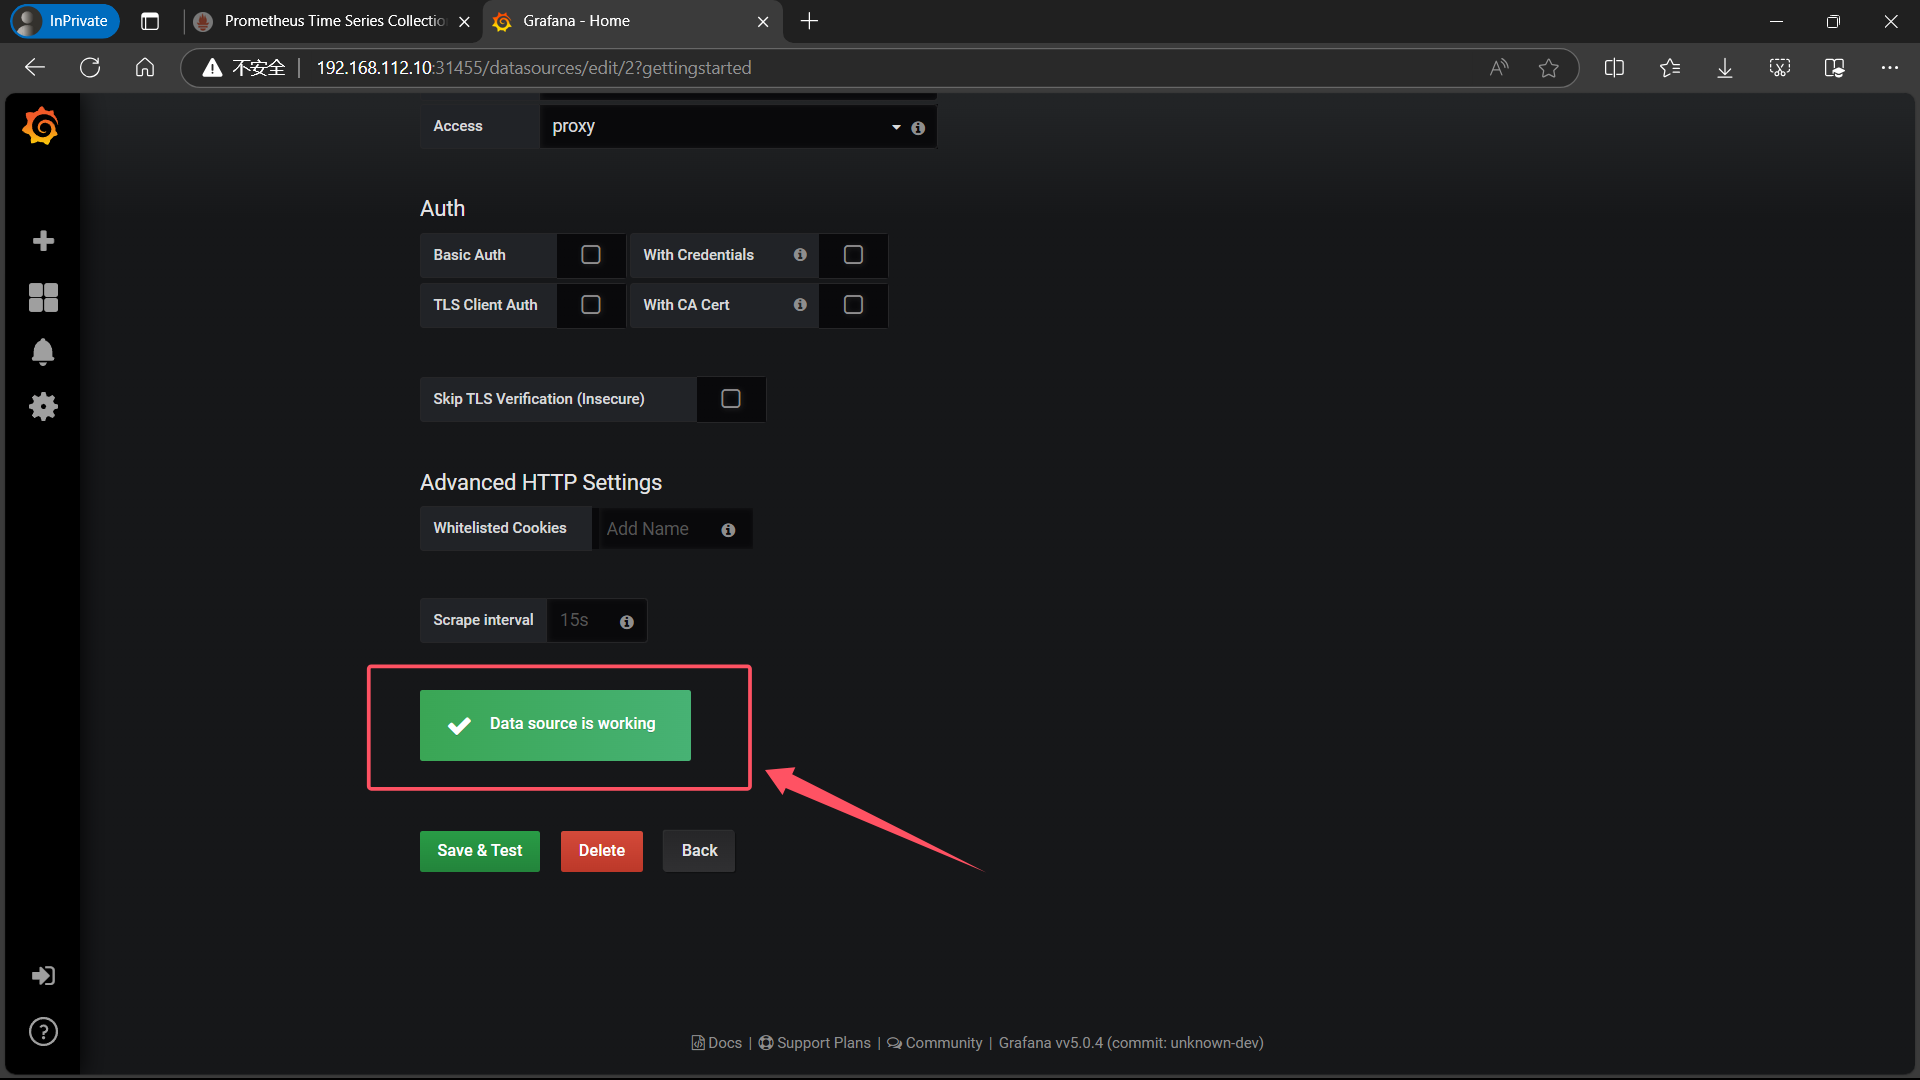 InPrivate
Prometheus Time Series Collectio
Grafana - Home
不安全
192.168.112.10:31455/datasources/edit/2?gettingstarted
Access
proxy
Auth
Basic Auth
With Credentials
TLS Client Auth
With CA Cert
Skip TLS Verification (Insecure)
Advanced HTTP Settings
Whitelisted Cookies
Add Name
Scrape interval
15s
Data source is working
Save & Test
Delete
Back
Docs | Support Plans | Community | Grafana vv5.0.4 (commit: unknown-dev)